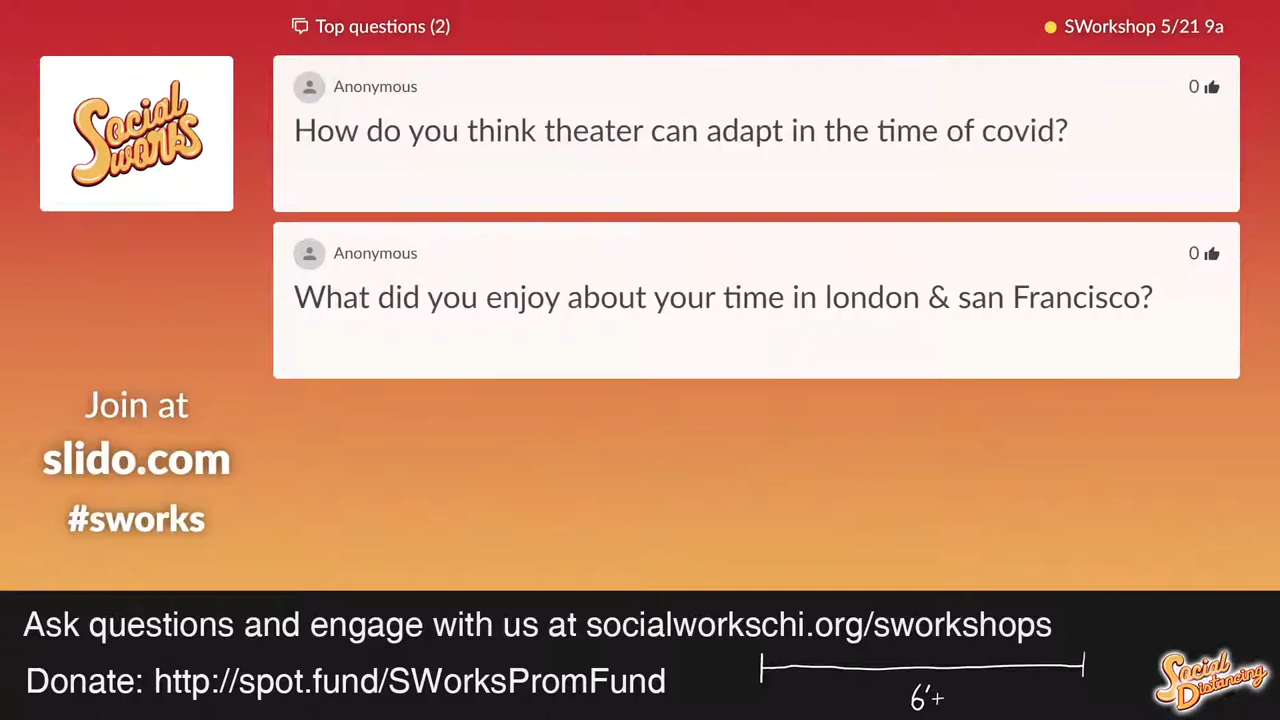 Top questions (2)
SWorkshop 5/21 9a
Social
works
Anonymous
0
How do you think theater can adapt in the time of covid?
Anonymous
0
What did you enjoy about your time in london & san Francisco?
Join at
slido.com
#sworks
Ask questions and engage with us at socialworkschi.org/sworkshops
Donate: http://spot.fund/SWorksPromFund
6'+
Social
Distancing